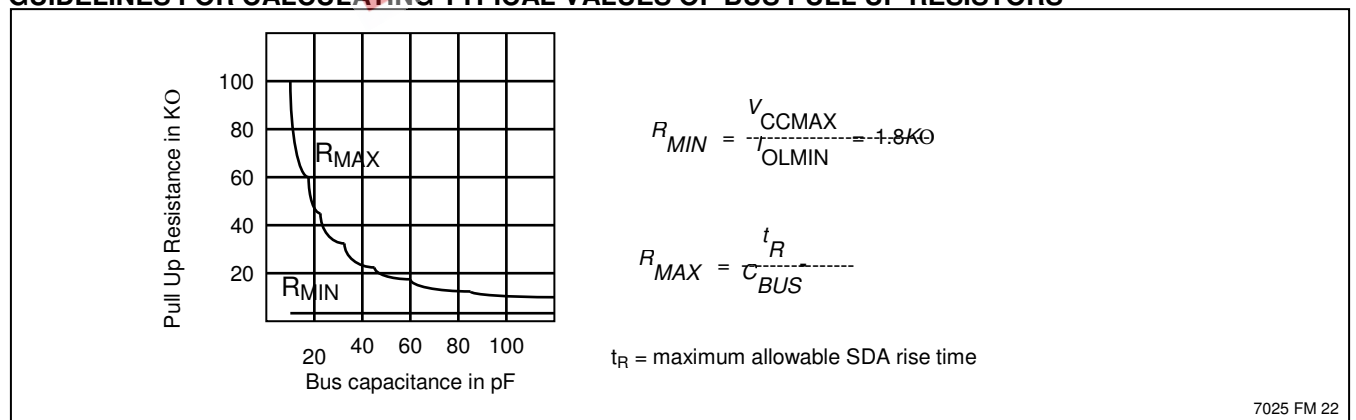 GUIDELINES FOR CALCULATING TYPICAL VALUES OF BUS PULL UP RESISTORS
Pull Up Resistance in KO
100
80
60
40
20
RMAX
RMIN
20 40 60 80 100
Bus capacitance in pF
RMIN = VCCMAX / IOLMIN = 1.8KO
RMAX = tR / CBUS
tR = maximum allowable SDA rise time
7025 FM 22